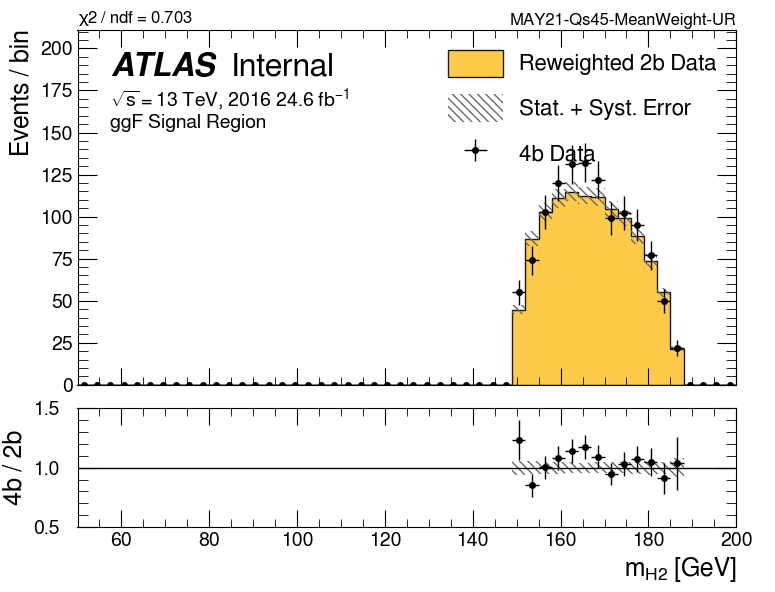 χ² / ndf = 0.703
MAY21-Qs45-MeanWeight-UR
Events / bin
200
175
150
125
100
75
50
25
0
ATLAS Internal
√s = 13 TeV, 2016 24.6 fb⁻¹
ggF Signal Region
Reweighted 2b Data
Stat. + Syst. Error
4b Data
4b / 2b
1.5
1.0
0.5
60 80 100 120 140 160 180 200
m_H2 [GeV]